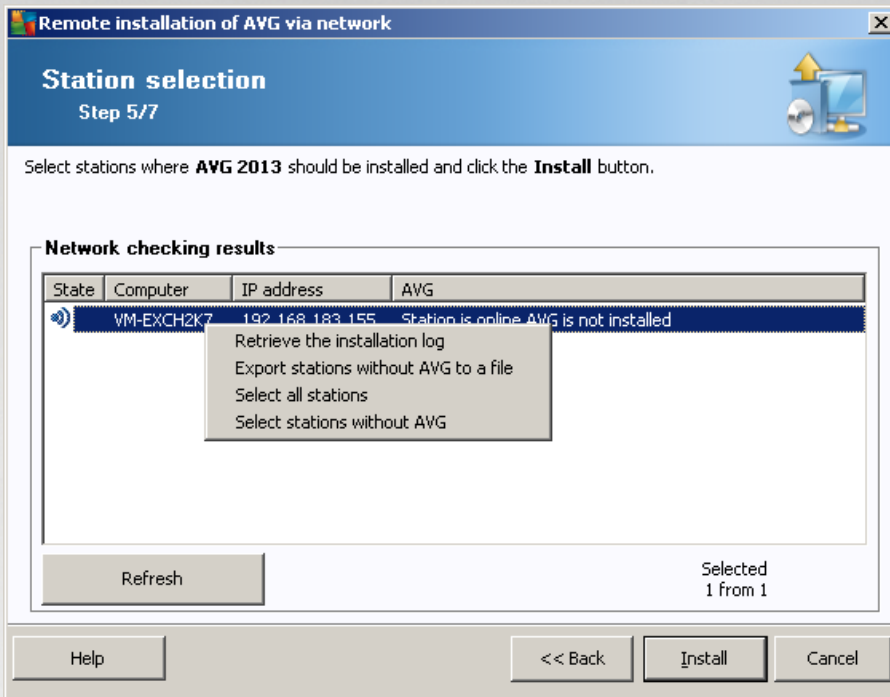 Remote installation of AVG via network
Station selection
Step 5/7
Select stations where AVG 2013 should be installed and click the Install button.
Network checking results
State Computer IP address AVG
VM-EXCH2K7 192.168.183.155 Station is online AVG is not installed
Retrieve the installation log
Export stations without AVG to a file
Select all stations
Select stations without AVG
Refresh
Selected
1 from 1
Help
<< Back
Install
Cancel